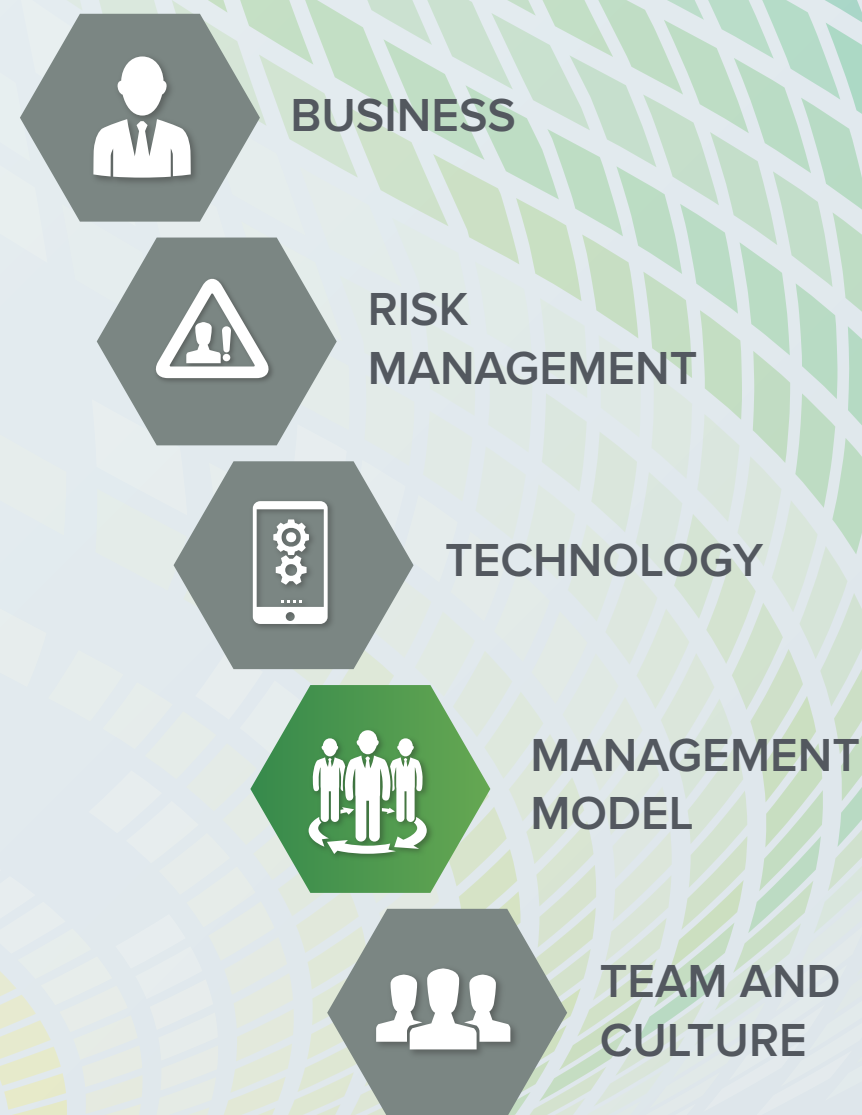 BUSINESS
RISK
MANAGEMENT
TECHNOLOGY
MANAGEMENT
MODEL
TEAM AND
CULTURE